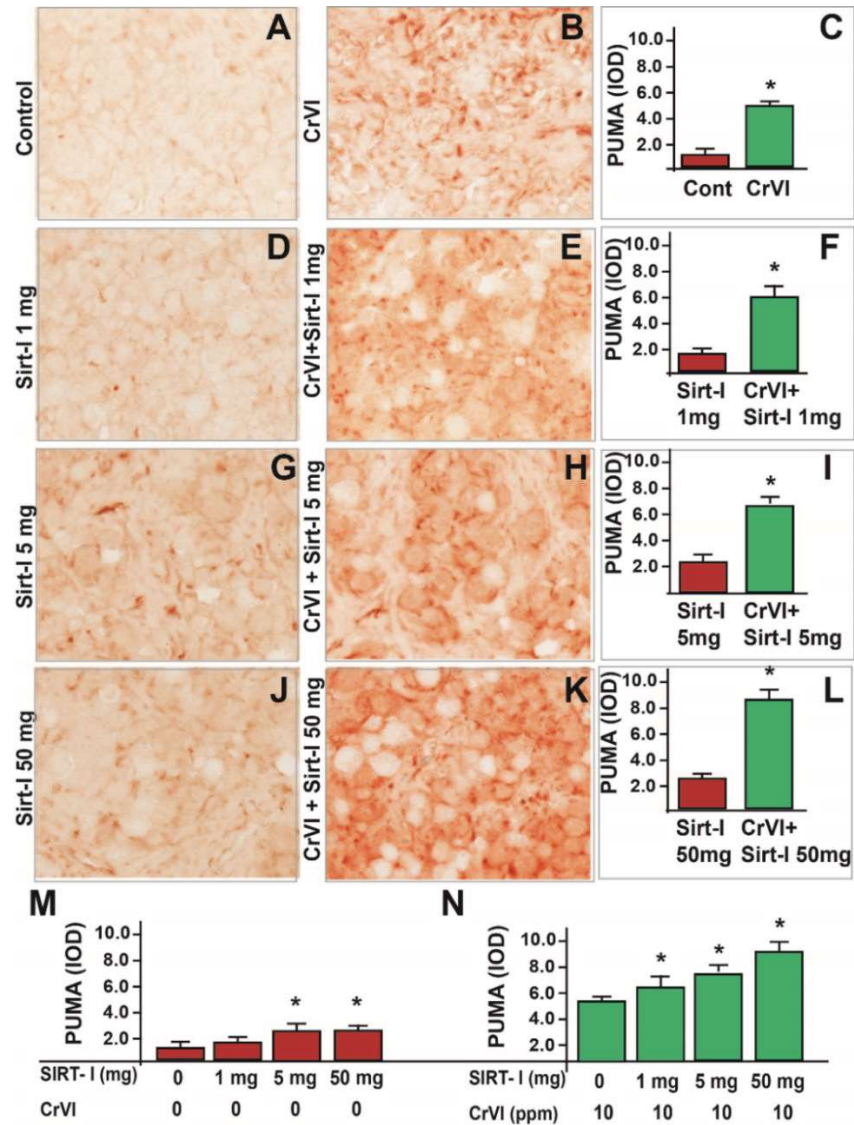 A
B
C
Control
CrVI
PUMA (IOD)
10.0
8.0
6.0
4.0
2.0
*
Cont CrVI
D
E
F
Sirt-I 1 mg
CrVI+Sirt-I 1mg
PUMA (IOD)
10.0
8.0
6.0
4.0
2.0
*
Sirt-I CrVI+
1mg Sirt-I 1mg
G
H
I
Sirt-I 5 mg
CrVI + Sirt-I 5 mg
PUMA (IOD)
10.0
8.0
6.0
4.0
2.0
*
Sirt-I CrVI+
5mg Sirt-I 5mg
J
K
L
Sirt-I 50 mg
CrVI + Sirt-I 50 mg
PUMA (IOD)
10.0
8.0
6.0
4.0
2.0
*
Sirt-I CrVI+
50mg Sirt-I 50mg
M
PUMA (IOD)
10.0
8.0
6.0
4.0
2.0
* *
SIRT- I (mg) 0 1 mg 5 mg 50 mg
CrVI 0 0 0 0
N
PUMA (IOD)
10.0
8.0
6.0
4.0
2.0
* * *
SIRT- I (mg) 0 1 mg 5 mg 50 mg
CrVI (ppm) 10 10 10 10